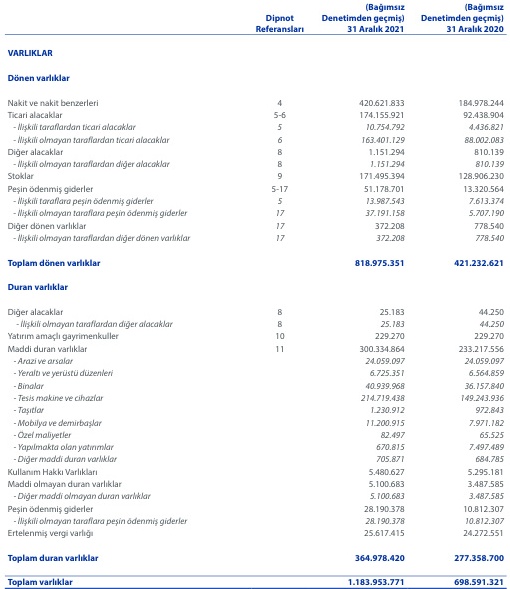 (Bağımsız (Bağımsız
Dipnot Denetimden geçmiş) Denetimden geçmiş)
Referansları 31 Aralık 2021 31 Aralık 2020
VARLIKLAR
Dönen varlıklar
Nakit ve nakit benzerleri 4 420.621.833 184.978.244
Ticari alacaklar 5-6 174.155.921 92.438.904
- İlişkili taraflardan ticari alacaklar 5 10.754.792 4.436.821
- İlişkili olmayan taraflardan ticari alacaklar 6 163.401.129 88.002.083
Diğer alacaklar 8 1.151.294 810.139
- İlişkili olmayan taraflardan diğer alacaklar 8 1.151.294 810.139
Stoklar 9 171.495.394 128.906.230
Peşin ödenmiş giderler 5-17 51.178.701 13.320.564
- İlişkili taraflara peşin ödenmiş giderler 5 13.987.543 7.613.374
- İlişkili olmayan taraflara peşin ödenmiş giderler 17 37.191.158 5.707.190
Diğer dönen varlıklar 17 372.208 778.540
- İlişkili olmayan taraflardan diğer dönen varlıklar 17 372.208 778.540
Toplam dönen varlıklar 818.975.351 421.232.621
Duran varlıklar
Diğer alacaklar 8 25.183 44.250
- İlişkili olmayan taraflardan diğer alacaklar 8 25.183 44.250
Yatırım amaçlı gayrimenkuller 10 229.270 229.270
Maddi duran varlıklar 11 300.334.864 233.217.556
- Arazi ve arsalar 24.059.097 24.059.097
- Yeraltı ve yerüstü düzenleri 6.725.351 6.564.859
- Binalar 40.939.968 36.157.840
- Tesis makine ve cihazlar 214.719.438 149.243.936
- Taşıtlar 1.230.912 972.843
- Mobilya ve demirbaşlar 11.200.915 7.971.182
- Özel maliyetler 82.497 65.525
- Yapılmakta olan yatırımlar 670.815 7.497.489
- Diğer maddi duran varlıklar 705.871 684.785
Kullanım Hakkı Varlıkları 5.480.627 5.295.181
Maddi olmayan duran varlıklar 5.100.683 3.487.585
- Diğer maddi olmayan duran varlıklar 5.100.683 3.487.585
Peşin ödenmiş giderler 28.190.378 10.812.307
- İlişkili olmayan taraflara peşin ödenmiş giderler 28.190.378 10.812.307
Ertelenmiş vergi varlığı 25.617.415 24.272.551
Toplam duran varlıklar 364.978.420 277.358.700
Toplam varlıklar 1.183.953.771 698.591.321